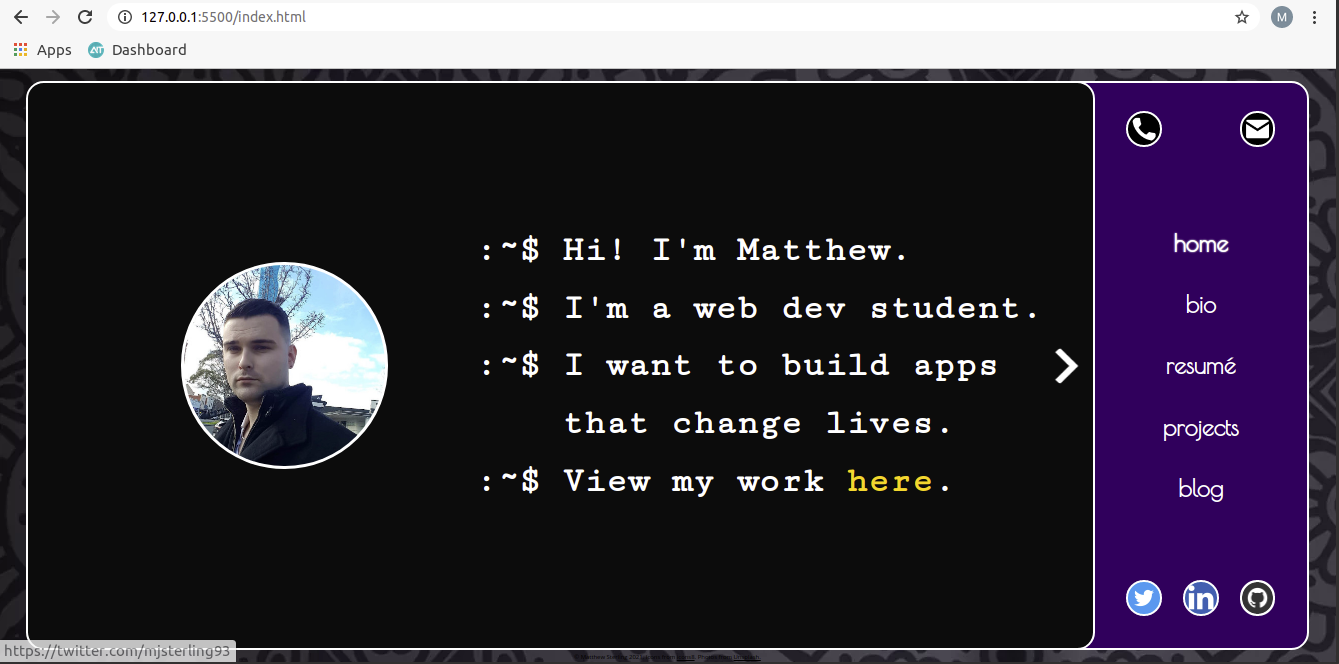 127.0.0.1:5500/index.html
M
Apps
Dashboard
:~$ Hi! I'm Matthew.
:~$ I'm a web dev student.
:~$ I want to build apps
that change lives.
:~$ View my work here.
home
bio
resumé
projects
blog
in
https://twitter.com/mjsterling93